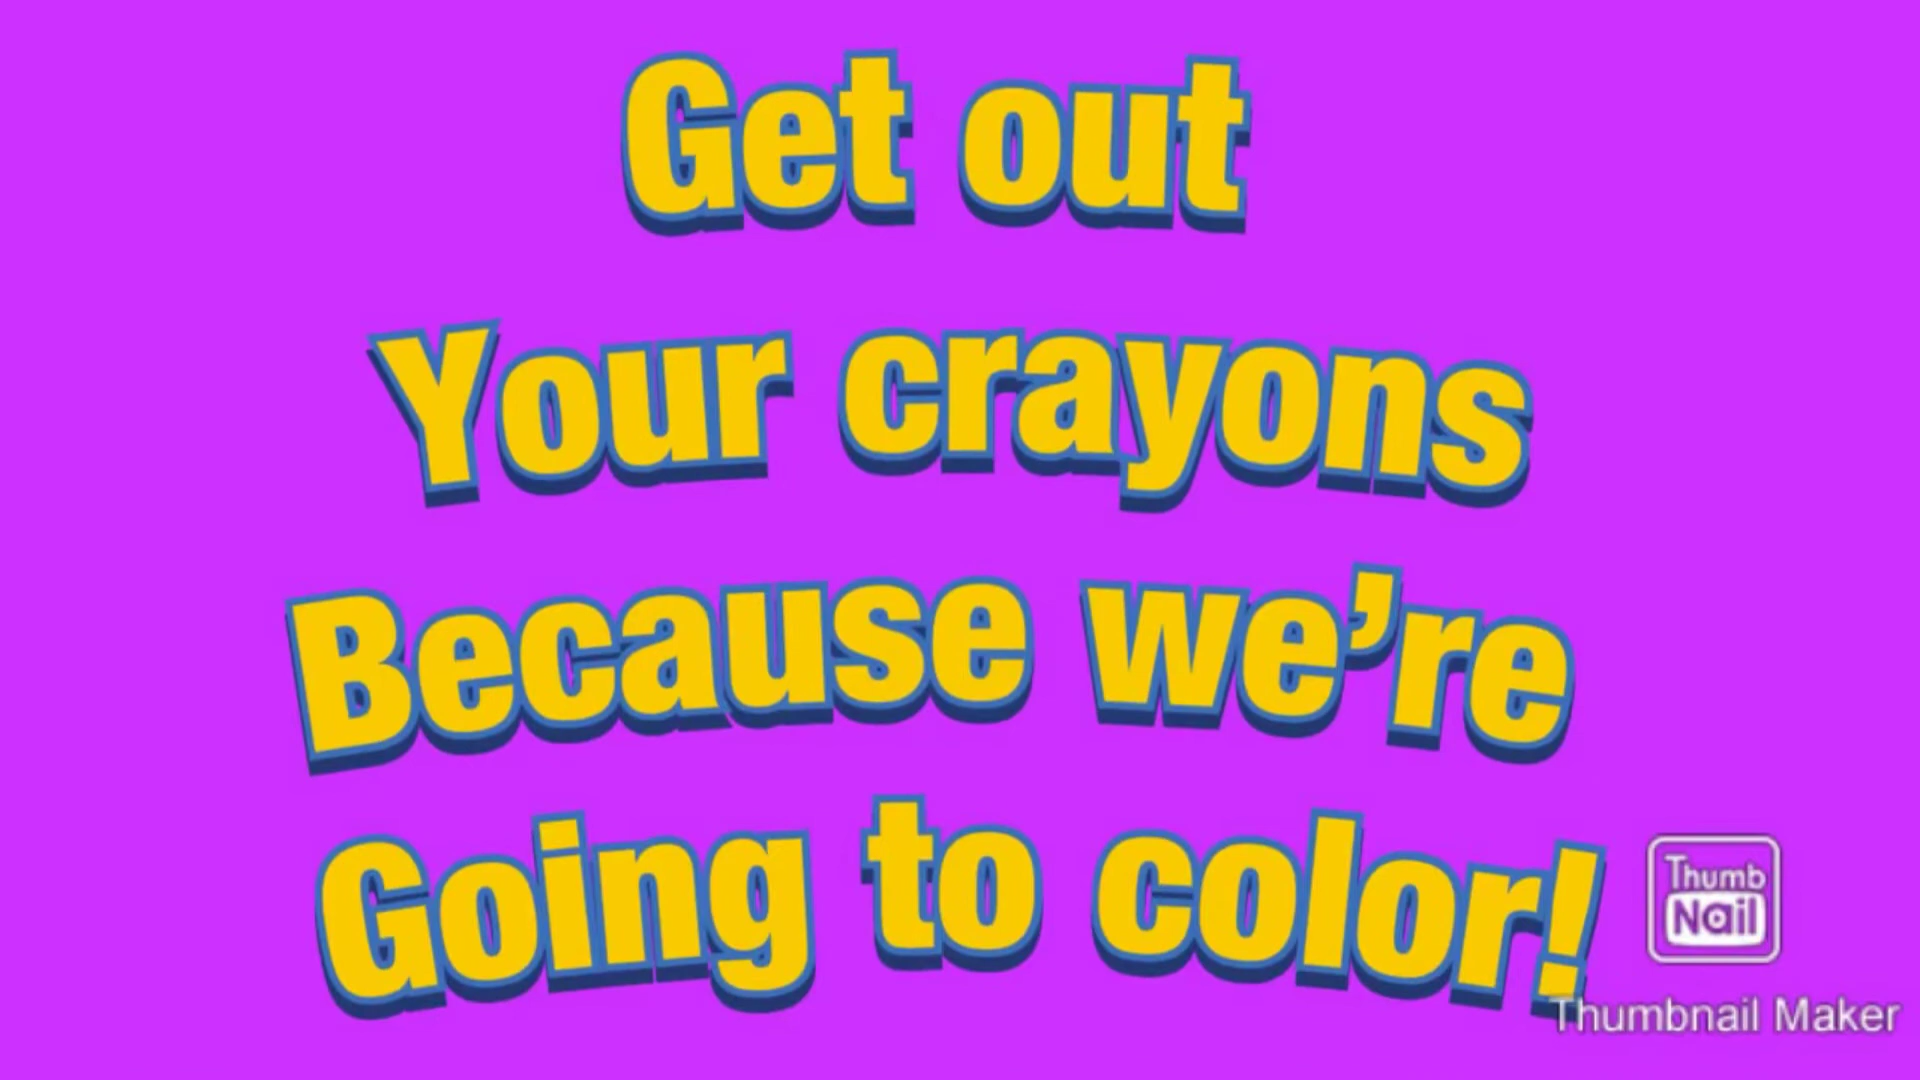 Get out
Your crayons
Because we’re
Going to color!
Thumb
Nail
Thumbnail Maker